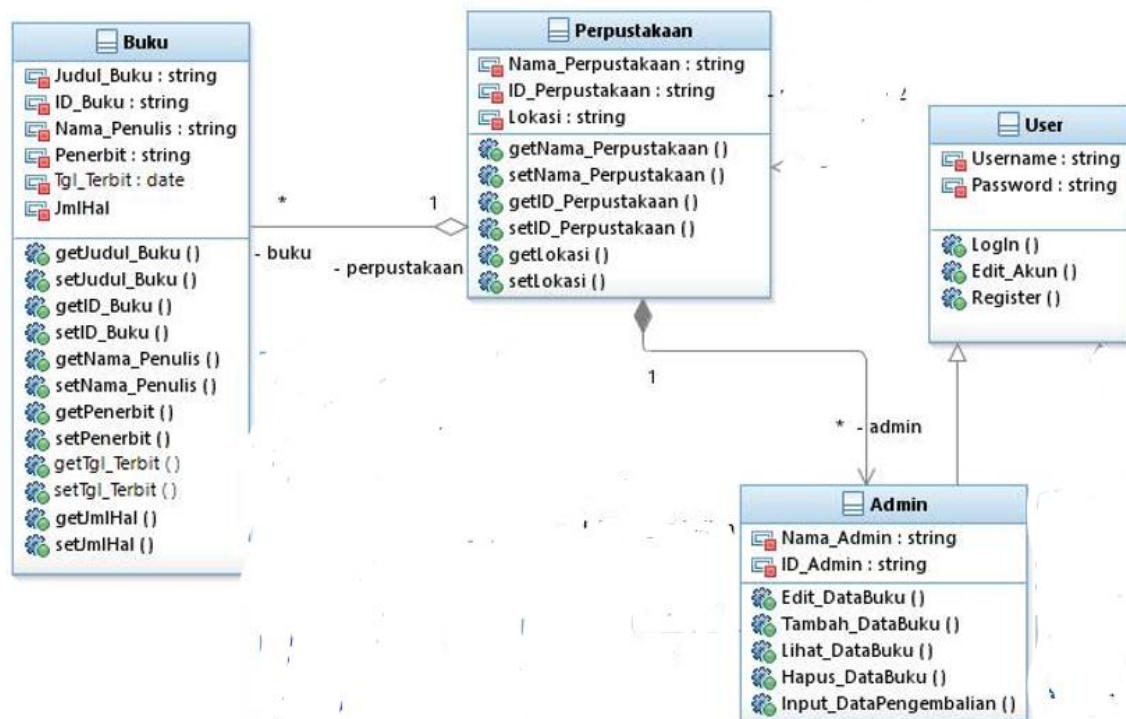 Buku
Judul_Buku : string
ID_Buku : string
Nama_Penulis : string
Penerbit : string
Tgl_Terbit : date
JmlHal
getJudul_Buku ()
setJudul_Buku ()
getID_Buku ()
setID_Buku ()
getNama_Penulis ()
setNama_Penulis ()
getPenerbit ()
setPenerbit ()
getTgl_Terbit ()
setTgl_Terbit ()
getJmlHal ()
setJmlHal ()
*
1
- buku
- perpustakaan
Perpustakaan
Nama_Perpustakaan : string
ID_Perpustakaan : string
Lokasi : string
getNama_Perpustakaan ()
setNama_Perpustakaan ()
getID_Perpustakaan ()
setID_Perpustakaan ()
getLokasi ()
setLokasi ()
1
* - admin
User
Username : string
Password : string
LogIn ()
Edit_Akun ()
Register ()
Admin
Nama_Admin : string
ID_Admin : string
Edit_DataBuku ()
Tambah_DataBuku ()
Lihat_DataBuku ()
Hapus_DataBuku ()
Input_DataPengembalian ()